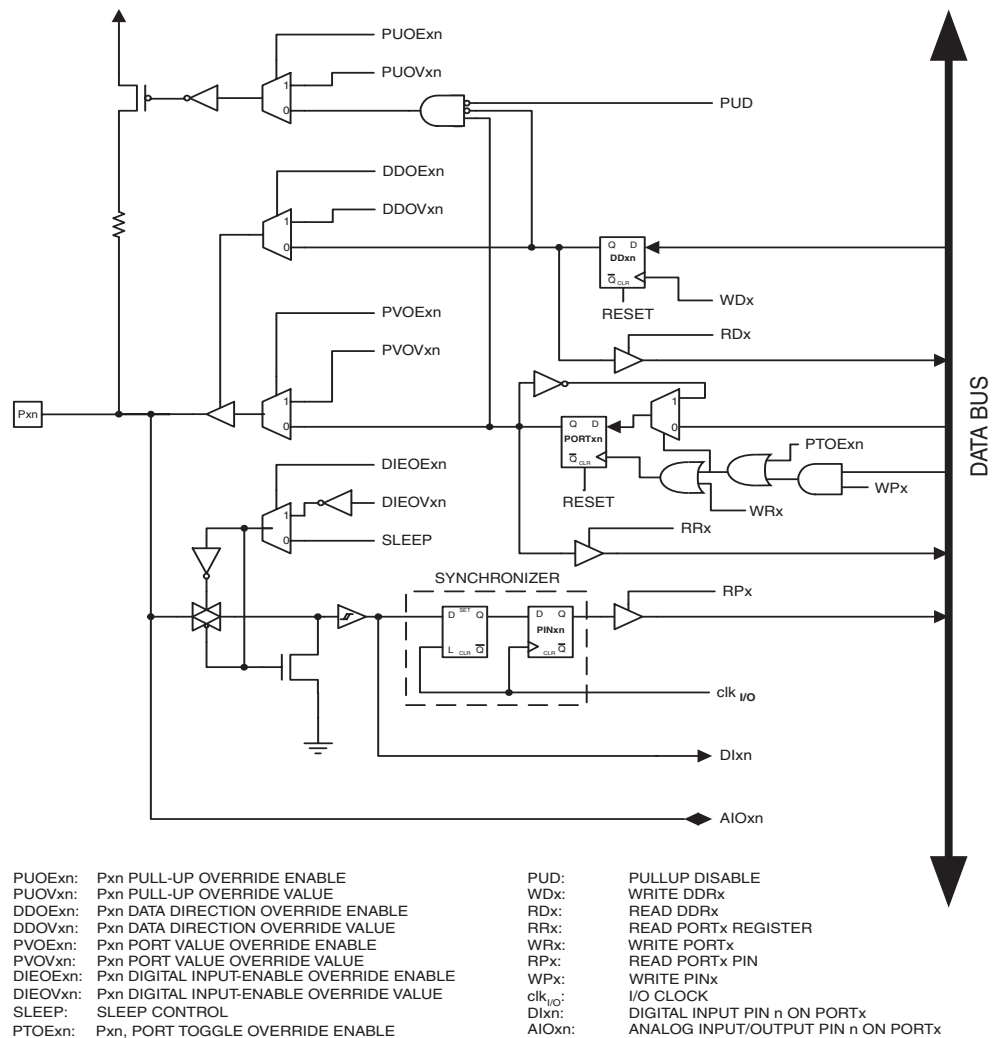 PUOExn
PUOVxn
1
0
PUD
DDOExn
DDOVxn
1
0
Q D
DDxn
Q CLR
WDx
RESET
PVOExn
RDx
PVOVxn
Pxn
1
0
1
0
Q D
PORTxn
Q CLR
PTOExn
DATA BUS
DIEOExn
WPx
DIEOVxn
RESET
WRx
1
0
SLEEP
RRx
SYNCHRONIZER
RPx
D SET Q
L CLR Q
D Q
PINxn
CLR Q
clk I/O
DIxn
AIOxn
PUOExn: Pxn PULL-UP OVERRIDE ENABLE
PUOVxn: Pxn PULL-UP OVERRIDE VALUE
DDOExn: Pxn DATA DIRECTION OVERRIDE ENABLE
DDOVxn: Pxn DATA DIRECTION OVERRIDE VALUE
PVOExn: Pxn PORT VALUE OVERRIDE ENABLE
PVOVxn: Pxn PORT VALUE OVERRIDE VALUE
DIEOExn: Pxn DIGITAL INPUT-ENABLE OVERRIDE ENABLE
DIEOVxn: Pxn DIGITAL INPUT-ENABLE OVERRIDE VALUE
SLEEP: SLEEP CONTROL
PTOExn: Pxn, PORT TOGGLE OVERRIDE ENABLE
PUD: PULLUP DISABLE
WDx: WRITE DDRx
RDx: READ DDRx
RRx: READ PORTx REGISTER
WRx: WRITE PORTx
RPx: READ PORTx PIN
WPx: WRITE PINx
clk I/O: I/O CLOCK
DIxn: DIGITAL INPUT PIN n ON PORTx
AIOxn: ANALOG INPUT/OUTPUT PIN n ON PORTx